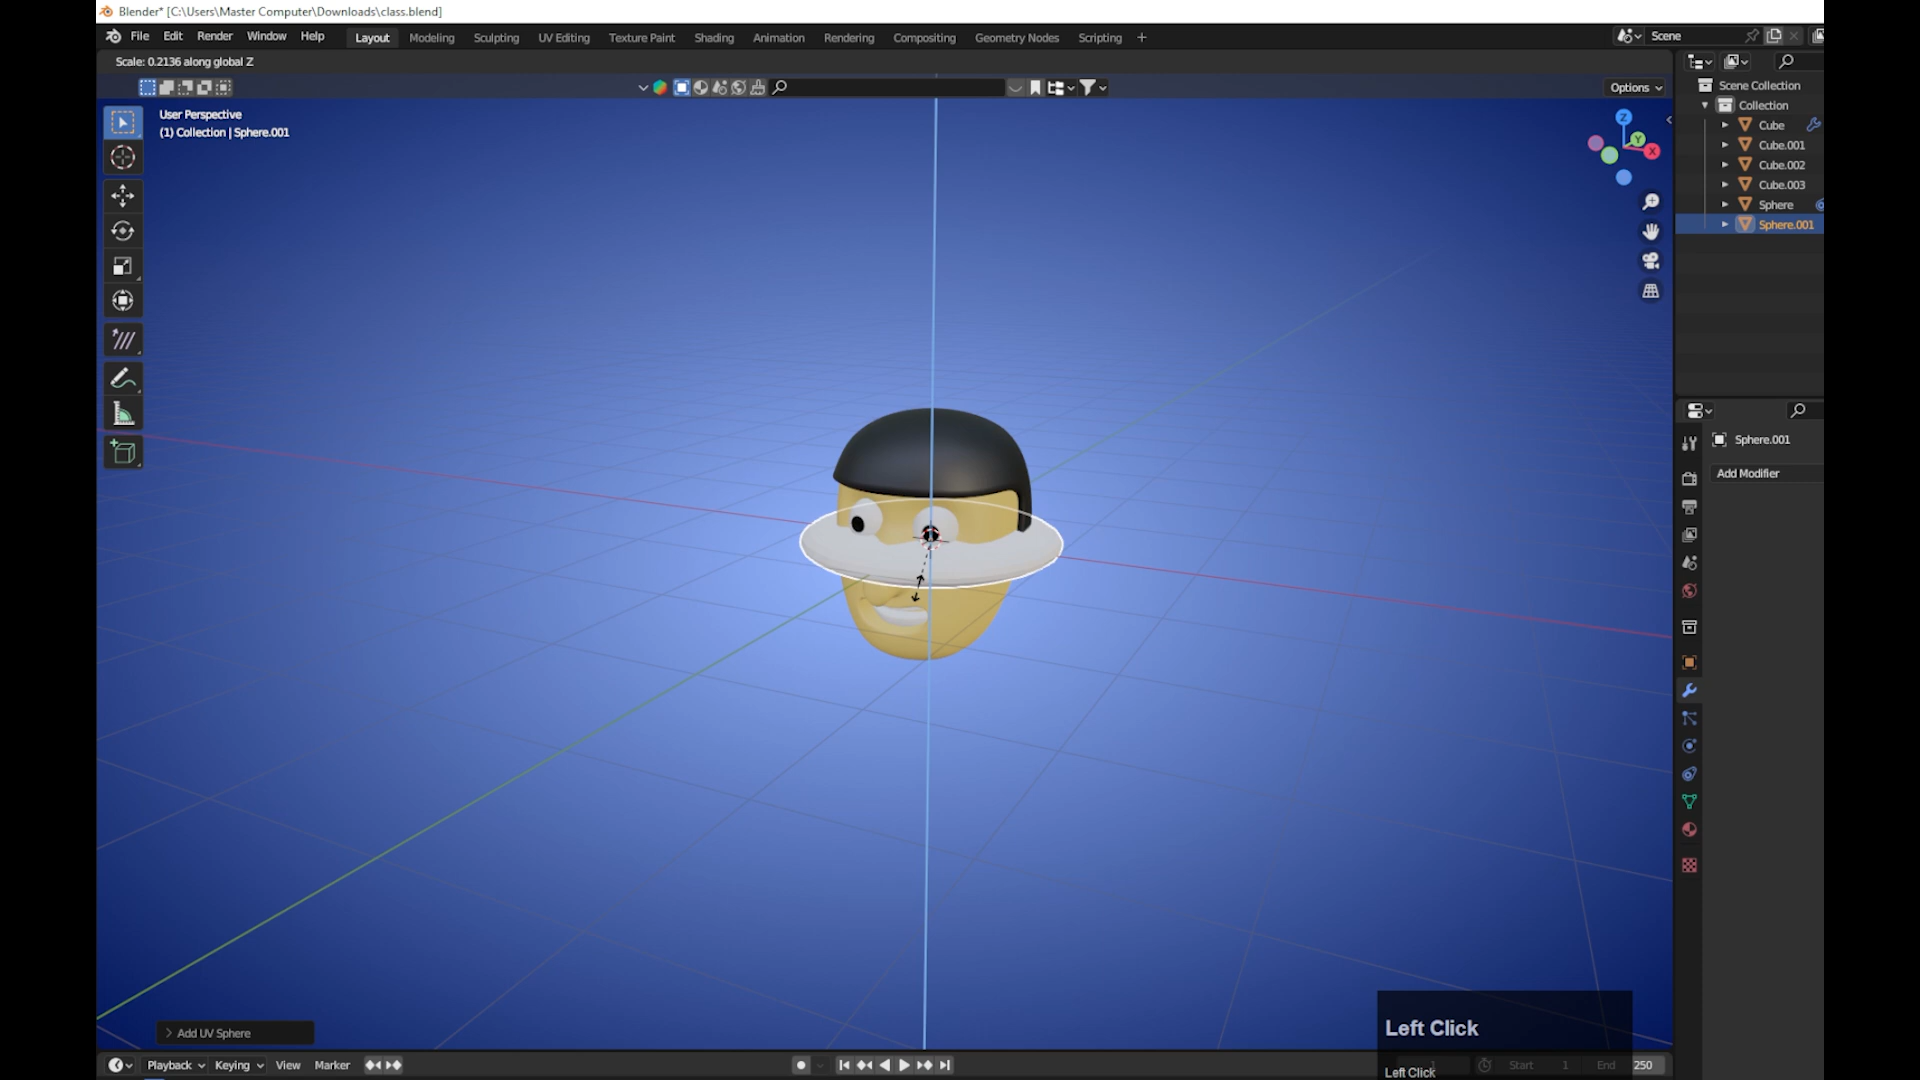 Blender* [C:\Users\Master Computer\Downloads\class.blend]
File Edit Render Window Help Layout Modeling Sculpting UV Editing Texture Paint Shading Animation Rendering Compositing Geometry Nodes Scripting + Scene
Scale: 0.2136 along global Z
Options
User Perspective
(1) Collection | Sphere.001
Z
Y
X
Scene Collection
Collection
Cube
Cube.001
Cube.002
Cube.003
Sphere
Sphere.001
Sphere.001
Add Modifier
Add UV Sphere
Left Click
Left Click
Playback Keying View Marker 1 Start 1 End 250